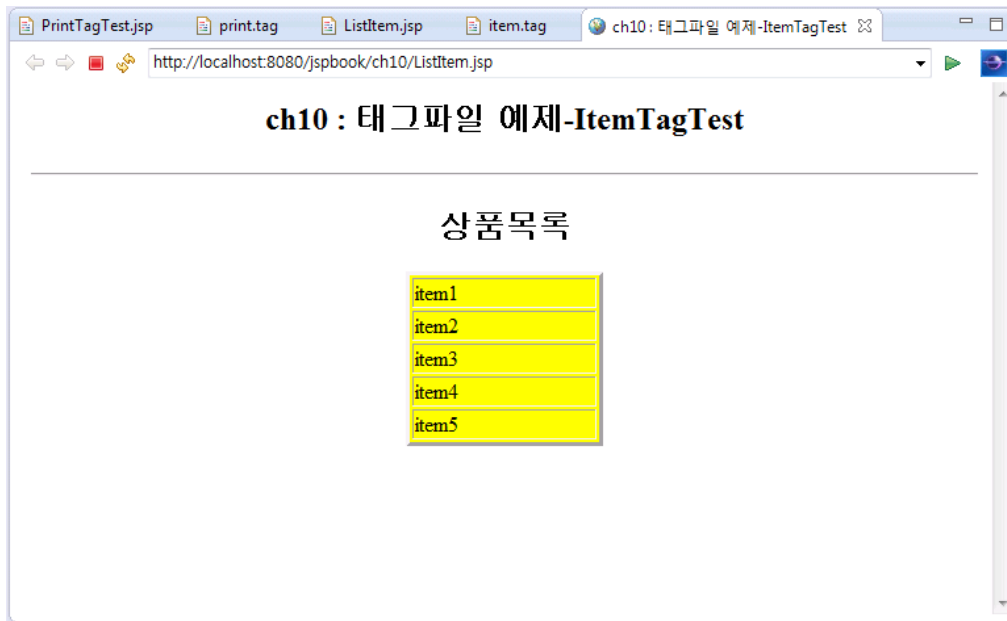 PrintTagTest.jsp print.tag ListItem.jsp item.tag ch10 : 태그파일 예제-ItemTagTest
http://localhost:8080/jspbook/ch10/ListItem.jsp
ch10 : 태그파일 예제-ItemTagTest
상품목록
item1
item2
item3
item4
item5